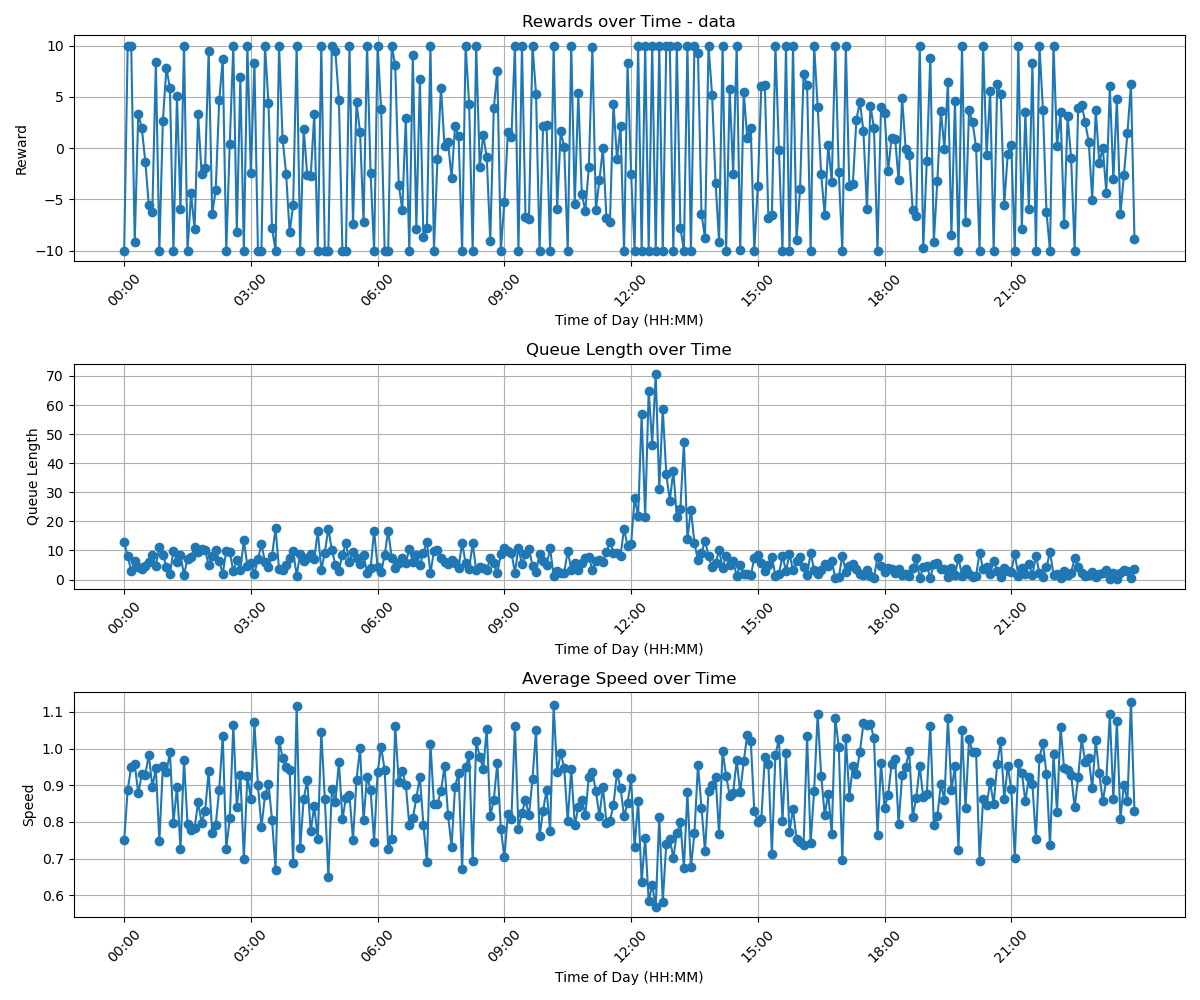 Rewards over Time - data
Reward
10
5
0
−5
−10
00:00 03:00 06:00 09:00 12:00 15:00 18:00 21:00
Time of Day (HH:MM)
Queue Length over Time
Queue Length
70
60
50
40
30
20
10
0
00:00 03:00 06:00 09:00 12:00 15:00 18:00 21:00
Time of Day (HH:MM)
Average Speed over Time
Speed
1.1
1.0
0.9
0.8
0.7
0.6
00:00 03:00 06:00 09:00 12:00 15:00 18:00 21:00
Time of Day (HH:MM)